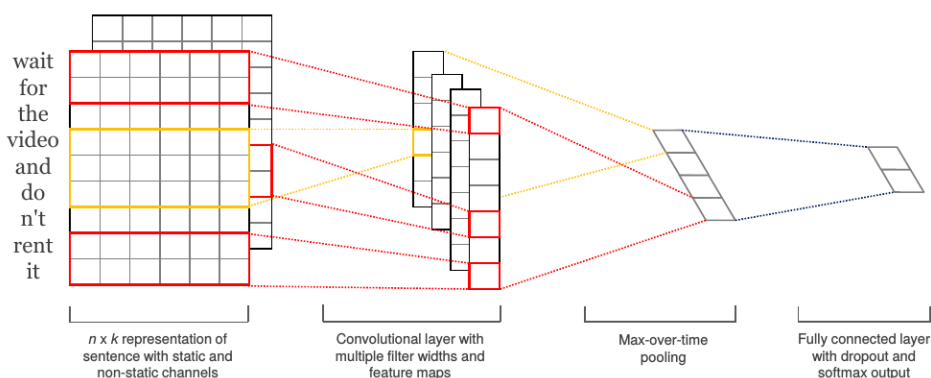 wait
for
the
video
and
do
n't
rent
it
n x k representation of
sentence with static and
non-static channels
Convolutional layer with
multiple filter widths and
feature maps
Max-over-time
pooling
Fully connected layer
with dropout and
softmax output